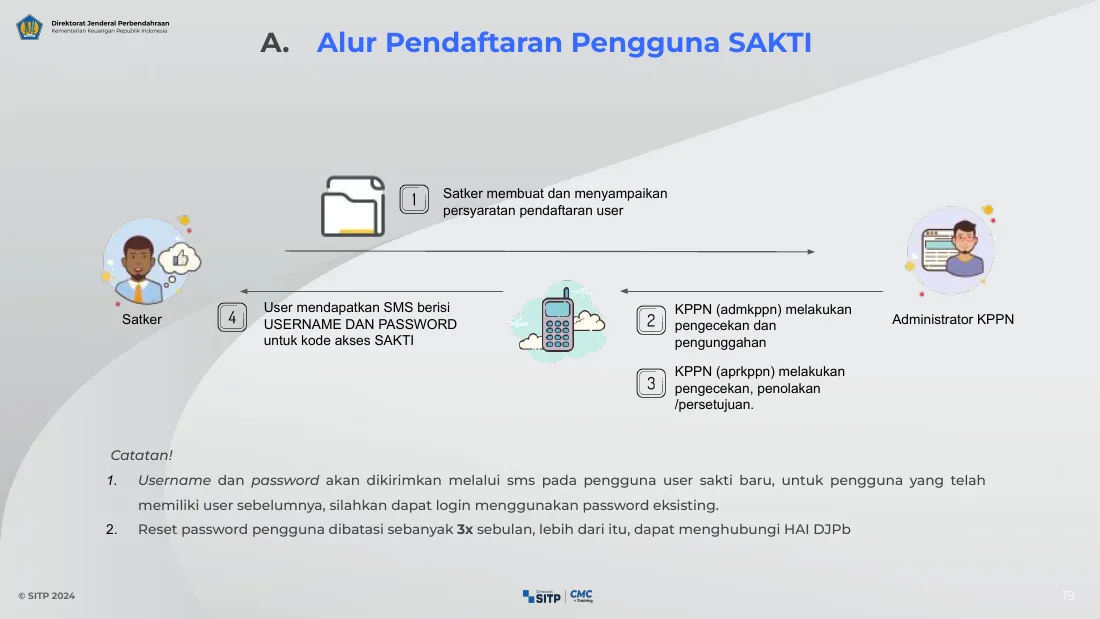 Direktorat Jenderal Perbendaharaan
Kementerian Keuangan Republik Indonesia
A. Alur Pendaftaran Pengguna SAKTI
1
Satker membuat dan menyampaikan
persyaratan pendaftaran user
Satker
4
User mendapatkan SMS berisi
USERNAME DAN PASSWORD
untuk kode akses SAKTI
2
KPPN (admkppn) melakukan
pengecekan dan
pengunggahan
3
KPPN (aprkppn) melakukan
pengecekan, penolakan
/persetujuan.
Administrator KPPN
Catatan!
1. Username dan password akan dikirimkan melalui sms pada pengguna user sakti baru, untuk pengguna yang telah
memiliki user sebelumnya, silahkan dapat login menggunakan password eksisting.
2. Reset password pengguna dibatasi sebanyak 3x sebulan, lebih dari itu, dapat menghubungi HAI DJPb
© SITP 2024
Direktorat
SITP
CMC
Training
19